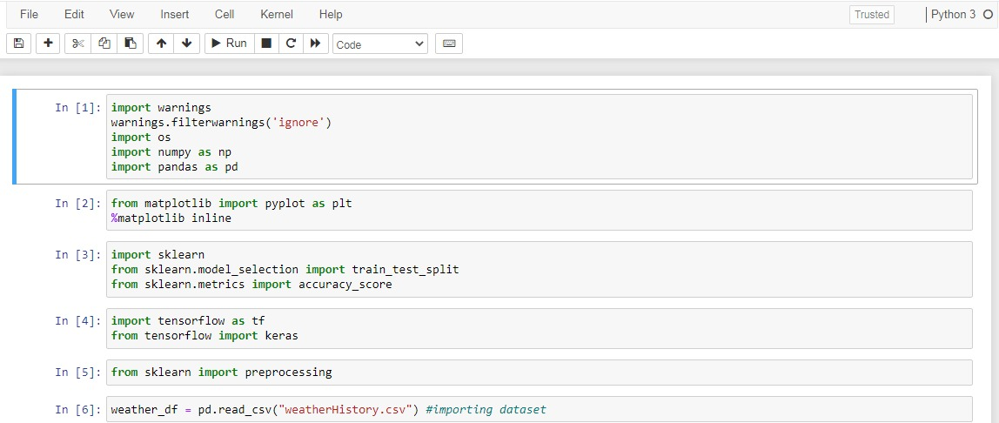 File Edit View Insert Cell Kernel Help Trusted Python 3
Run Code
In [1]: import warnings
warnings.filterwarnings('ignore')
import os
import numpy as np
import pandas as pd
In [2]: from matplotlib import pyplot as plt
%matplotlib inline
In [3]: import sklearn
from sklearn.model_selection import train_test_split
from sklearn.metrics import accuracy_score
In [4]: import tensorflow as tf
from tensorflow import keras
In [5]: from sklearn import preprocessing
In [6]: weather_df = pd.read_csv("weatherHistory.csv") #importing dataset